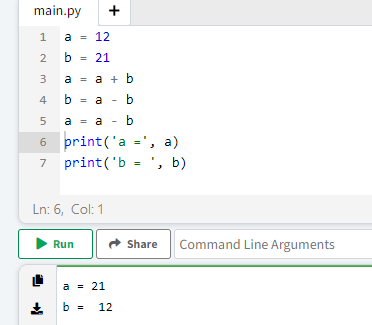 main.py +
1 a = 12
2 b = 21
3 a = a + b
4 b = a - b
5 a = a - b
6 print('a =', a)
7 print('b = ', b)
Ln: 6, Col: 1
Run Share Command Line Arguments
a = 21
b =  12